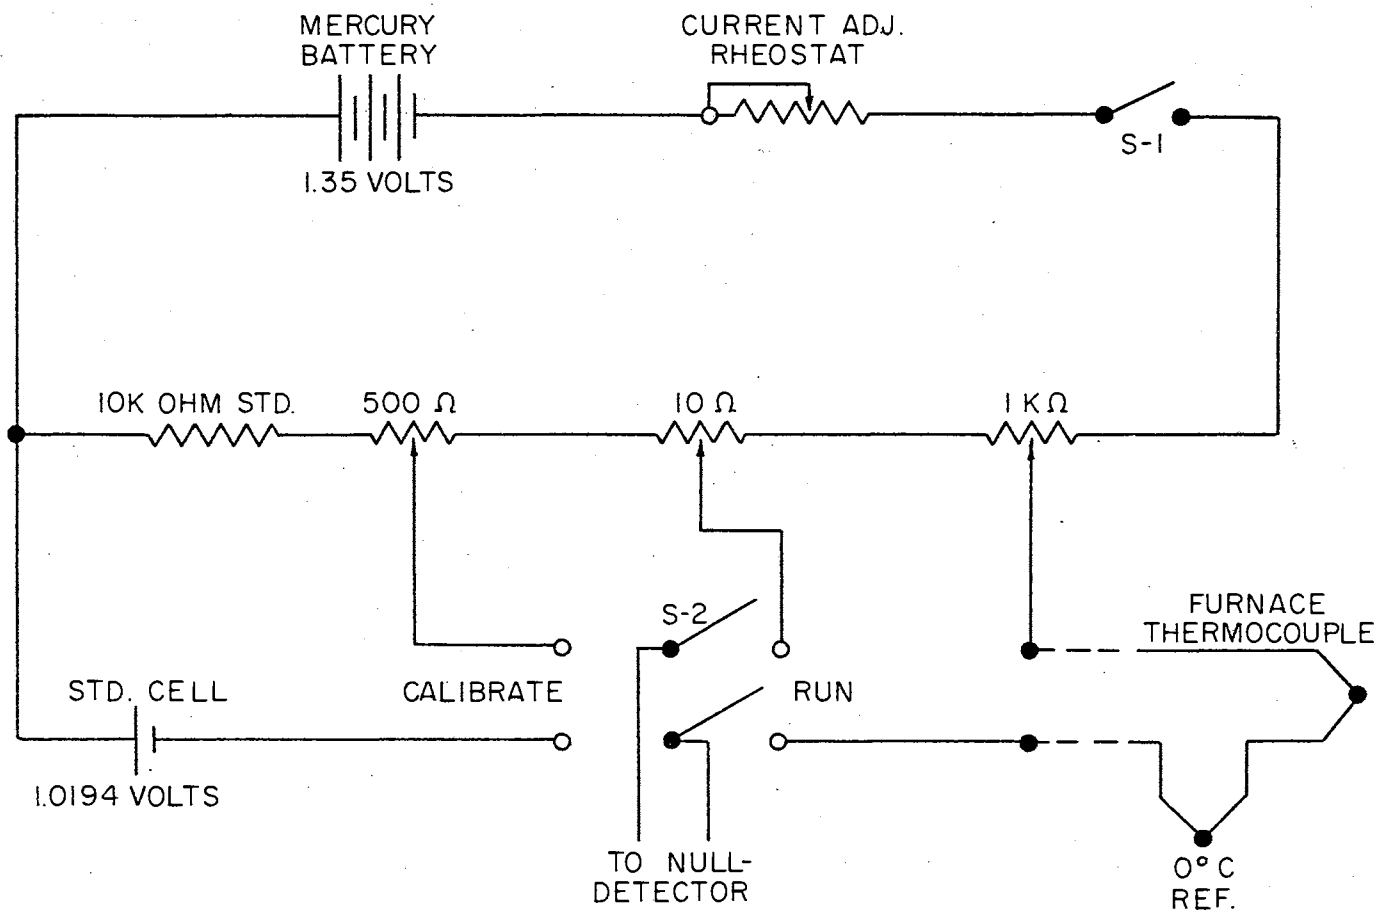 MERCURY
BATTERY
1.35 VOLTS
CURRENT ADJ.
RHEOSTAT
S-1
10K OHM STD.
500 Ω
10 Ω
1 KΩ
S-2
FURNACE
THERMOCOUPLE
STD. CELL
CALIBRATE
RUN
1.0194 VOLTS
TO NULL-
DETECTOR
0° C
REF.